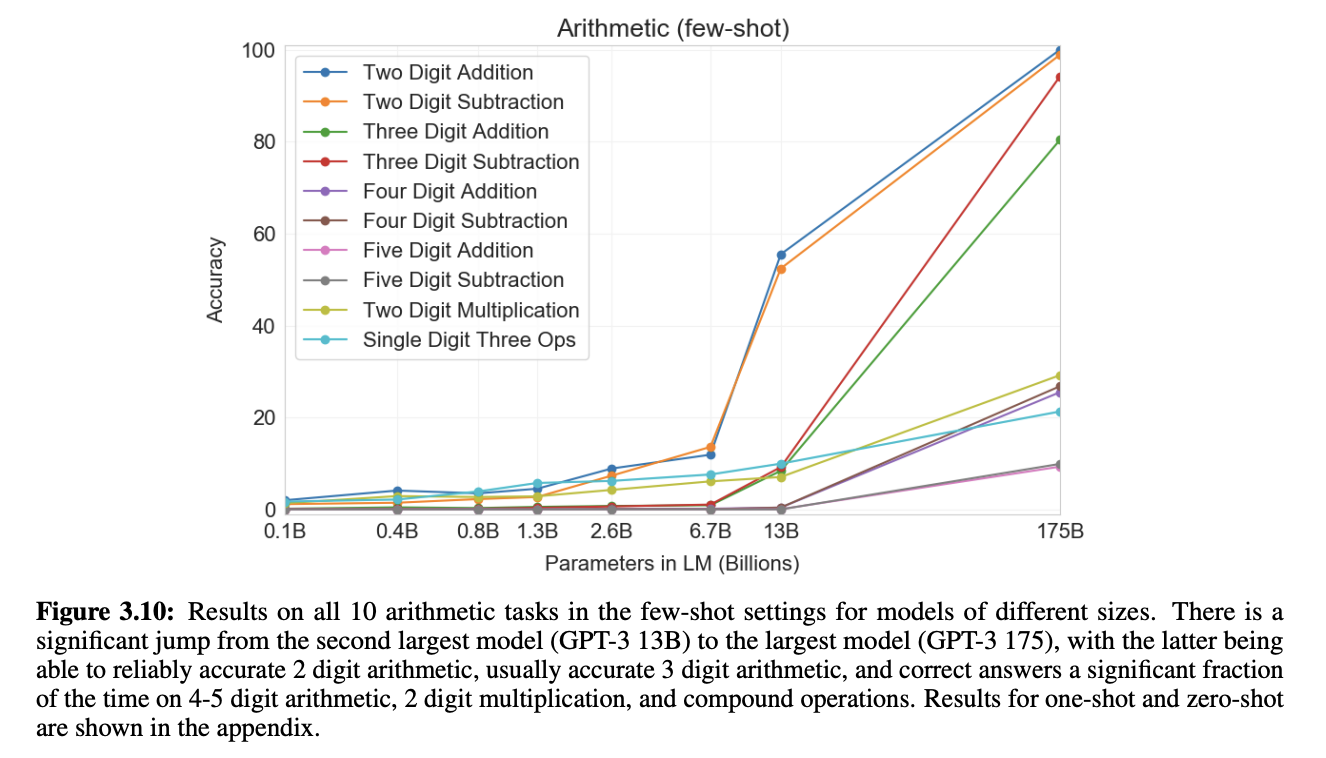 Arithmetic (few-shot)
100
80
60
40
20
0
Accuracy
Two Digit Addition
Two Digit Subtraction
Three Digit Addition
Three Digit Subtraction
Four Digit Addition
Four Digit Subtraction
Five Digit Addition
Five Digit Subtraction
Two Digit Multiplication
Single Digit Three Ops
0.1B 0.4B 0.8B 1.3B 2.6B 6.7B 13B 175B
Parameters in LM (Billions)
Figure 3.10: Results on all 10 arithmetic tasks in the few-shot settings for models of different sizes. There is a
significant jump from the second largest model (GPT-3 13B) to the largest model (GPT-3 175), with the latter being
able to reliably accurate 2 digit arithmetic, usually accurate 3 digit arithmetic, and correct answers a significant fraction
of the time on 4-5 digit arithmetic, 2 digit multiplication, and compound operations. Results for one-shot and zero-shot
are shown in the appendix.